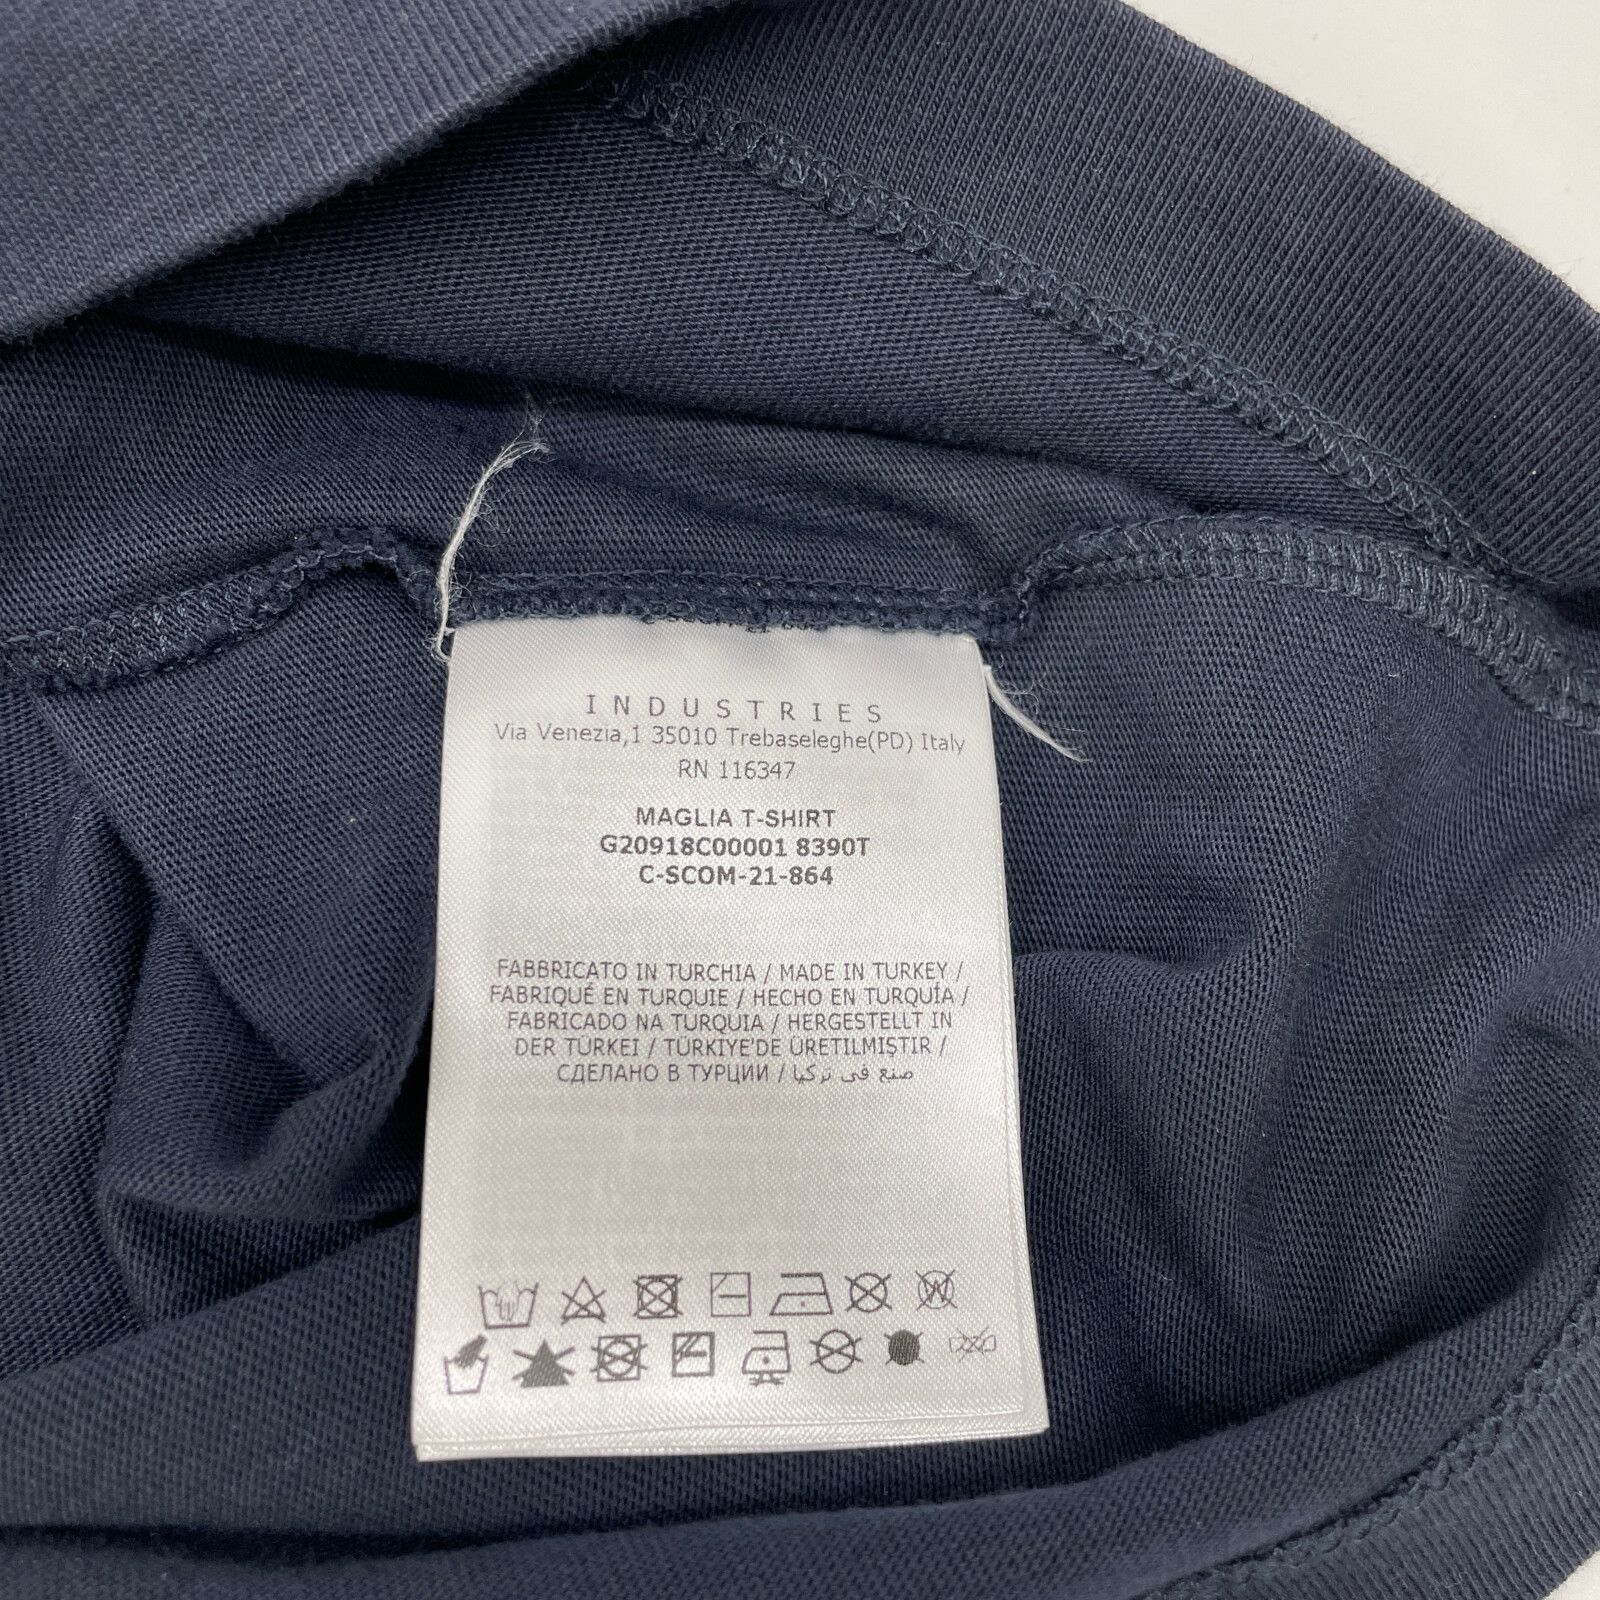 INDUSTRIES
Via Venezia,1 35010 Trebaseleghe(PD) Italy
RN 116347
MAGLIA T-SHIRT
G20918C00001 8390T
C-SCOM-21-864
FABBRICATO IN TURCHIA / MADE IN TURKEY /
FABRIQUÉ EN TURQUIE / HECHO EN TURQUÍA /
FABRICADO NA TURQUIA / HERGESTELLT IN
DER TÜRKEI / TÜRKIYE'DE ÜRETILMIŞTIR /
СДЕЛАНО В ТУРЦИИ / صنع في تركيا